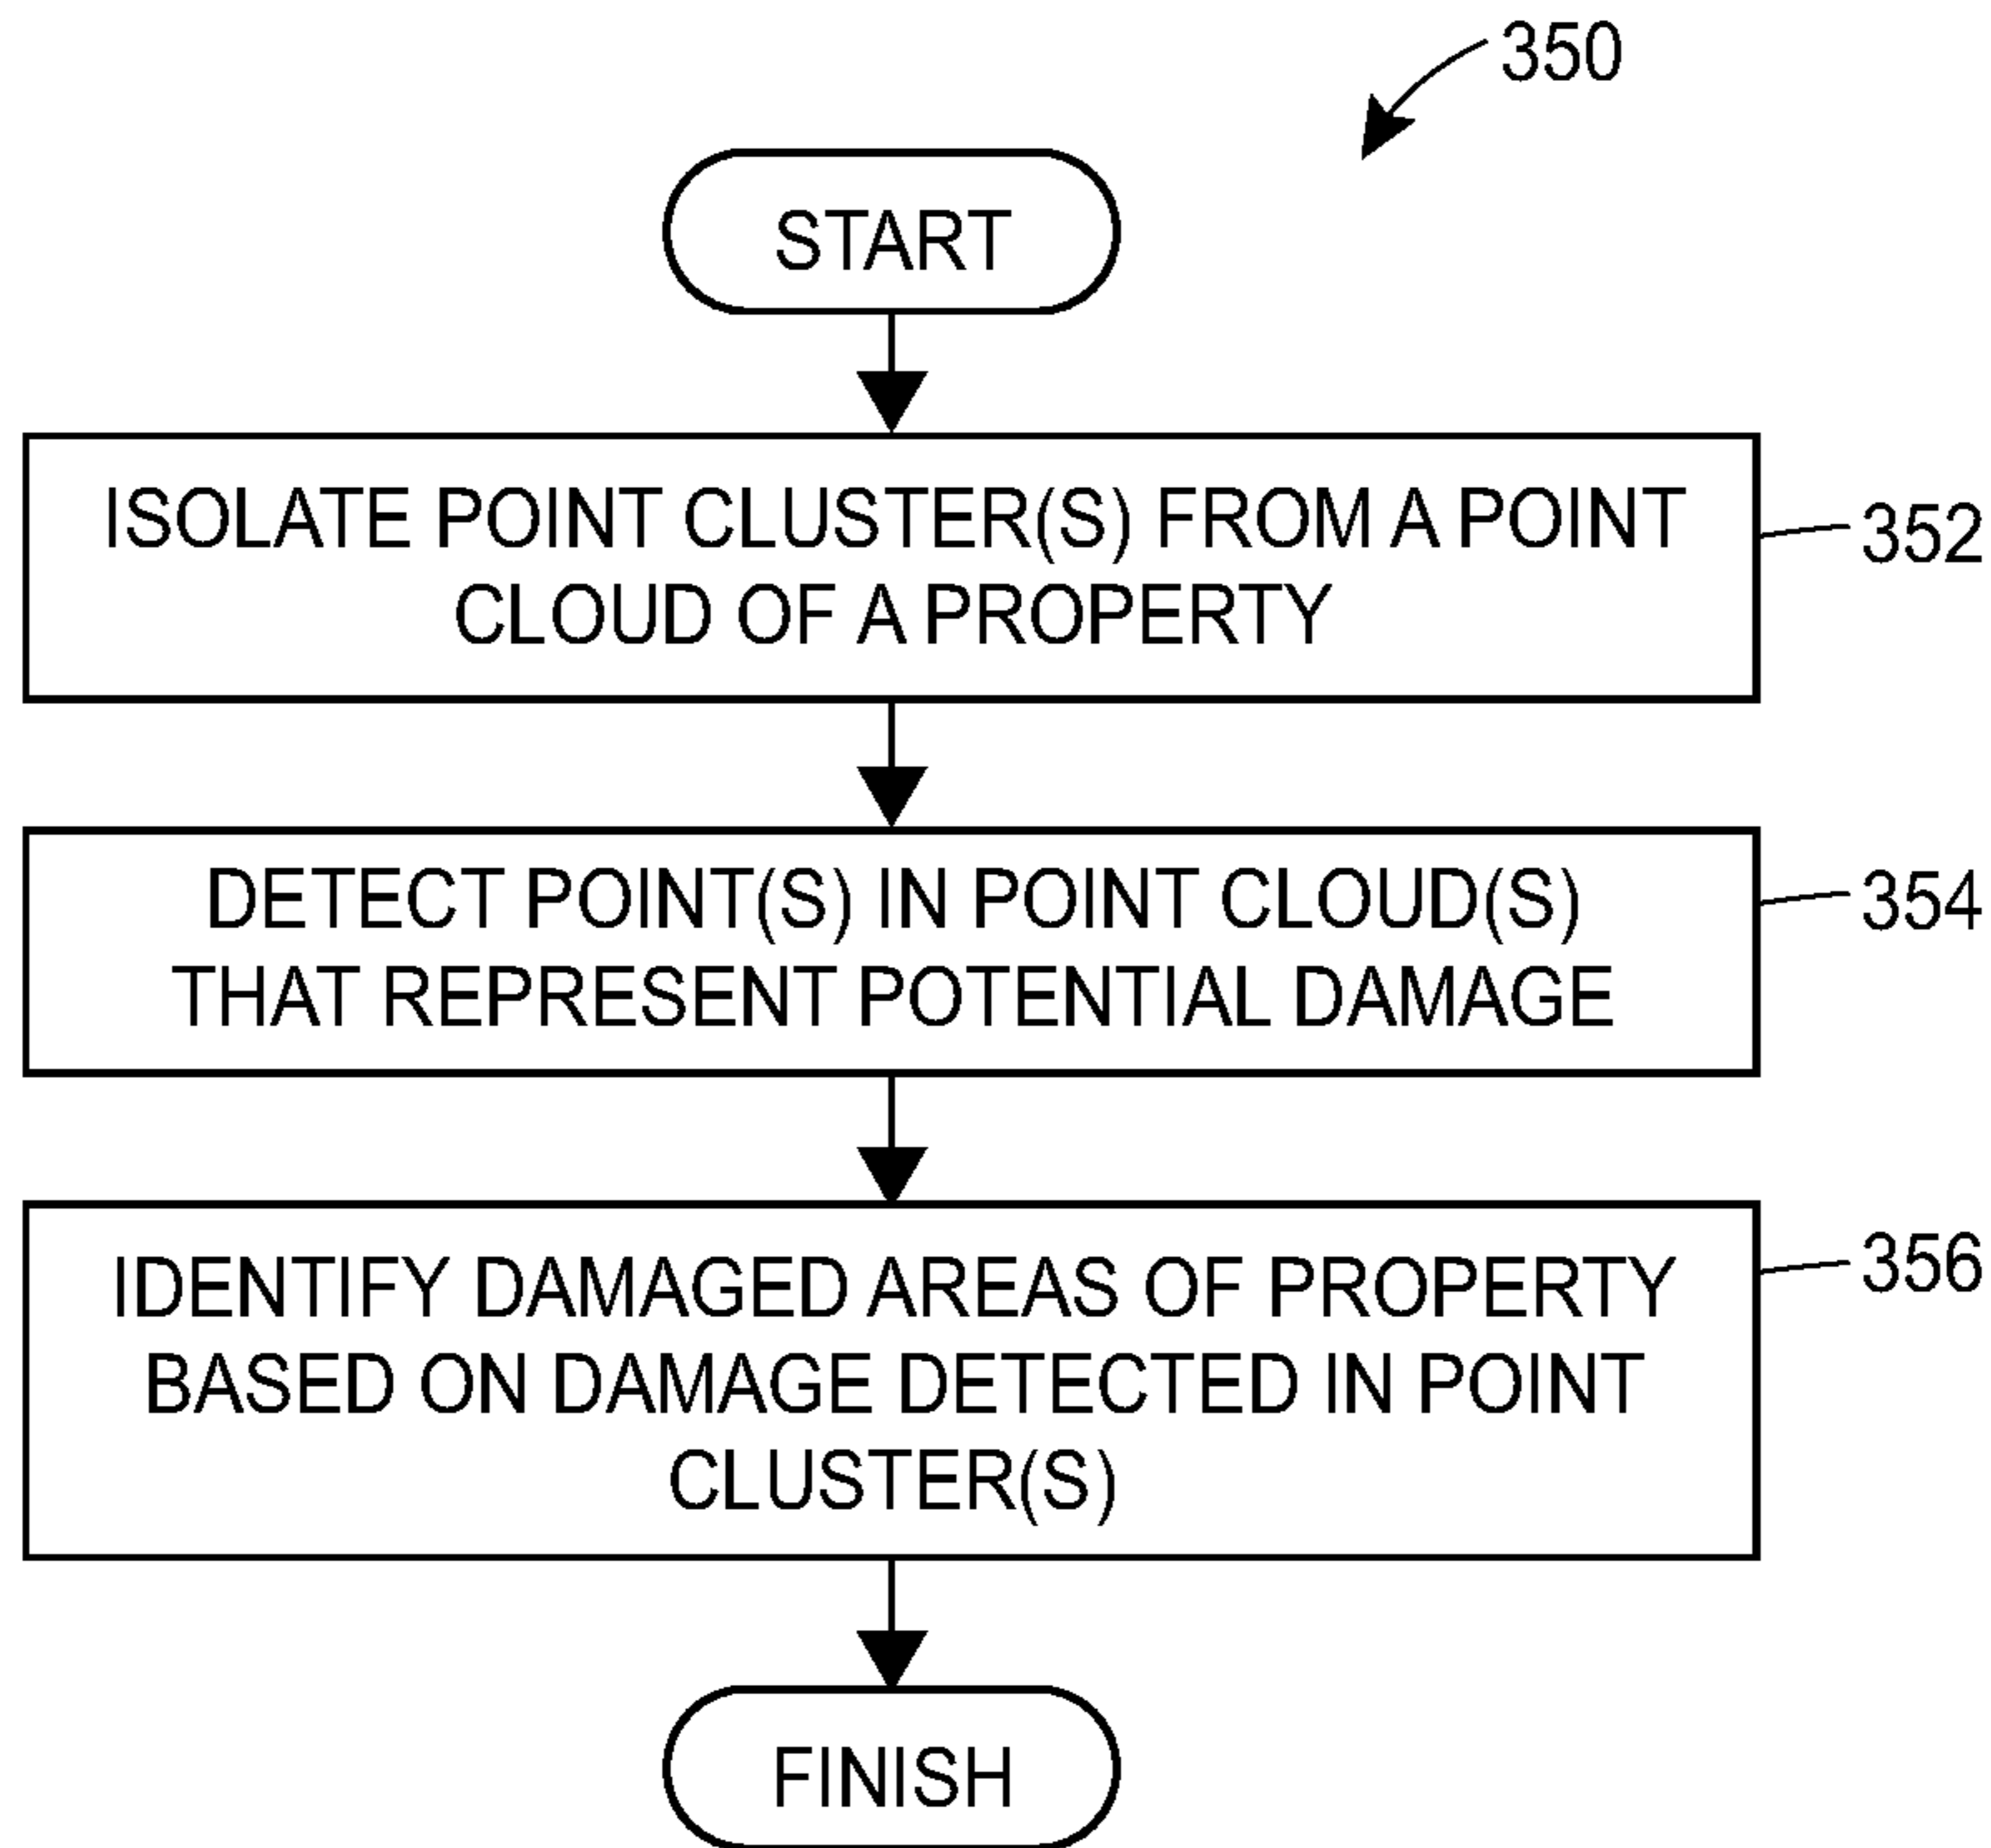 350
START
ISOLATE POINT CLUSTER(S) FROM A POINT
CLOUD OF A PROPERTY
352
DETECT POINT(S) IN POINT CLOUD(S)
THAT REPRESENT POTENTIAL DAMAGE
354
IDENTIFY DAMAGED AREAS OF PROPERTY
BASED ON DAMAGE DETECTED IN POINT
CLUSTER(S)
356
FINISH